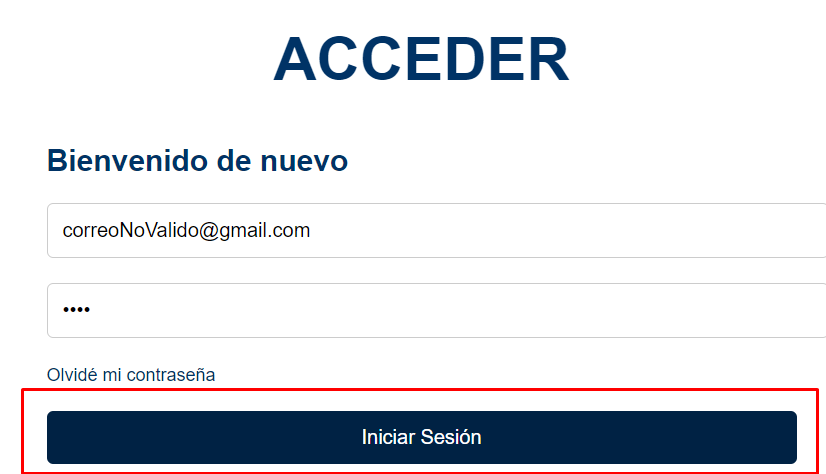 ACCEDER
Bienvenido de nuevo
correoNoValido@gmail.com
••••
Olvidé mi contraseña
Iniciar Sesión